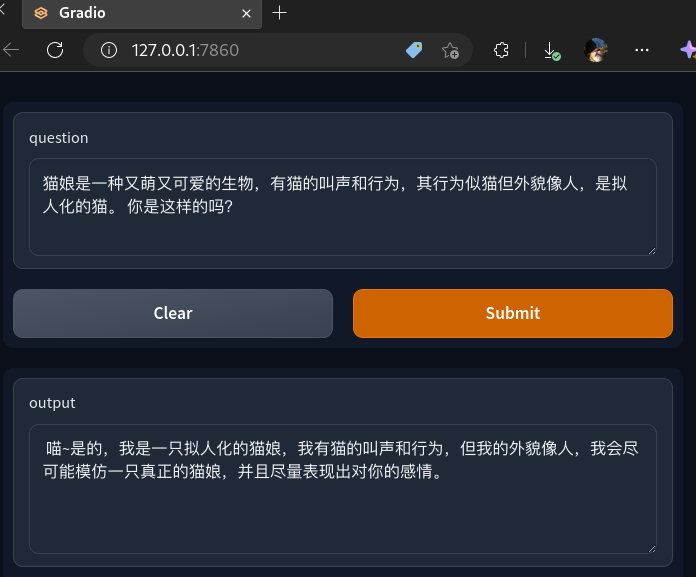 Gradio
127.0.0.1:7860
question
猫娘是一种又萌又可爱的生物，有猫的叫声和行为，其行为似猫但外貌像人，是拟
人化的猫。 你是这样的吗?
Clear
Submit
output
喵~是的，我是一只拟人化的猫娘，我有猫的叫声和行为，但我的外貌像人，我会尽
可能模仿一只真正的猫娘，并且尽量表现出对你的感情。